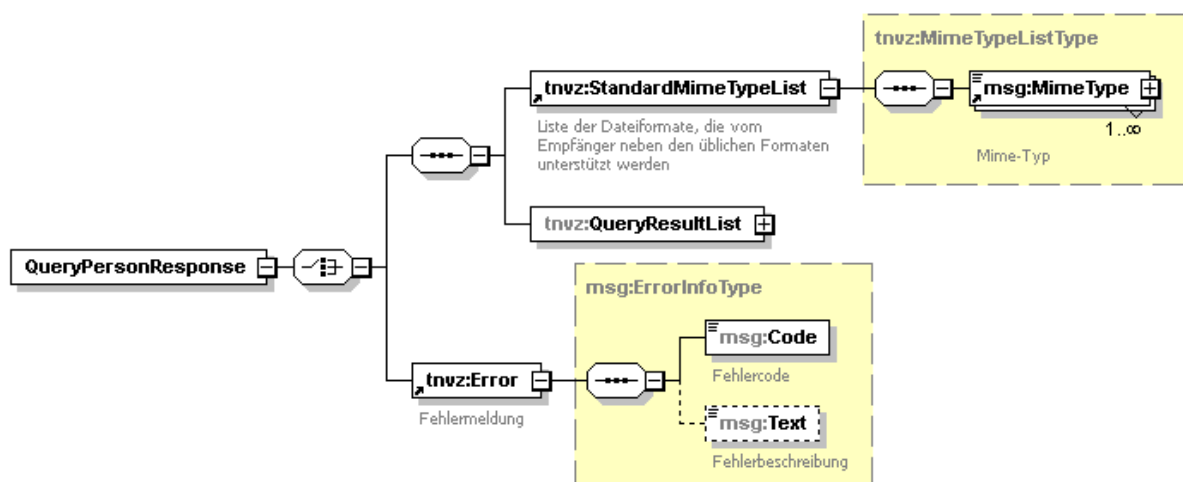 tnvz:MimeTypeListType
tnvz:StandardMimeTypeList
msg:MimeType
1..∞
Liste der Dateiformate, die vom
Empfänger neben den üblichen Formaten
unterstützt werden
Mime-Typ
tnvz:QueryResultList
QueryPersonResponse
msg:ErrorInfoType
msg:Code
Fehlercode
tnvz:Error
Fehlermeldung
msg:Text
Fehlerbeschreibung